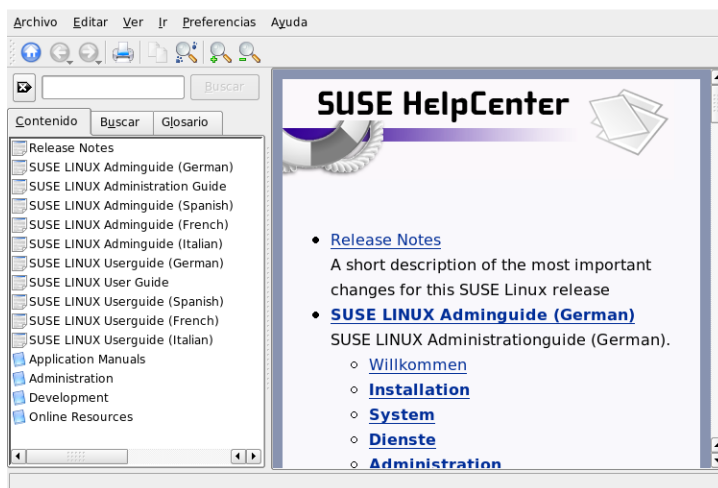 Archivo Editar Ver Ir Preferencias Ayuda
Buscar
Contenido Buscar Glosario
Release Notes
SUSE LINUX Adminguide (German)
SUSE LINUX Administration Guide
SUSE LINUX Adminguide (Spanish)
SUSE LINUX Adminguide (French)
SUSE LINUX Adminguide (Italian)
SUSE LINUX Userguide (German)
SUSE LINUX User Guide
SUSE LINUX Userguide (Spanish)
SUSE LINUX Userguide (French)
SUSE LINUX Userguide (Italian)
Application Manuals
Administration
Development
Online Resources
SUSE HelpCenter
Release Notes
A short description of the most important
changes for this SUSE Linux release
SUSE LINUX Adminguide (German)
SUSE LINUX Administrationguide (German).
Willkommen
Installation
System
Dienste
Administration